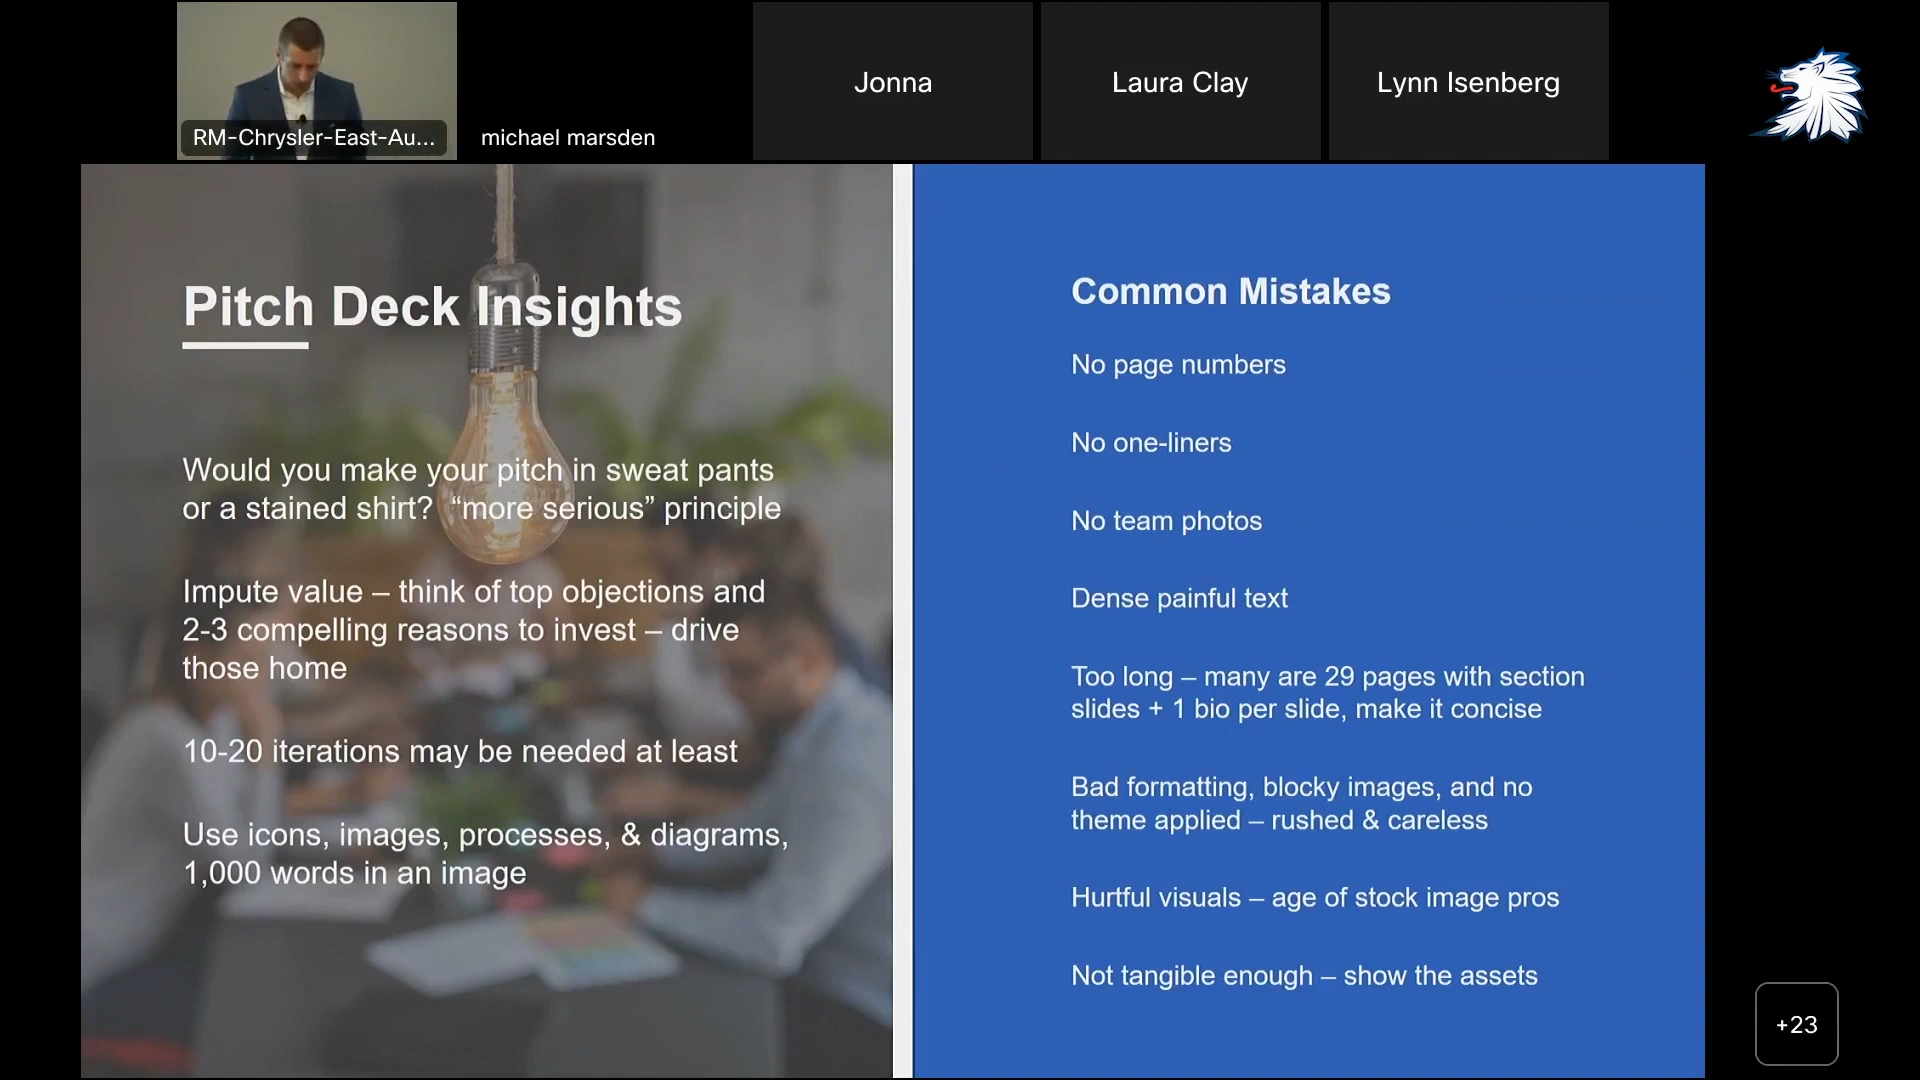 RM-Chrysler-East-Au...
michael marsden
Jonna
Laura Clay
Lynn Isenberg
Pitch Deck Insights
Would you make your pitch in sweat pants
or a stained shirt?  “more serious” principle
Impute value – think of top objections and
2-3 compelling reasons to invest – drive
those home
10-20 iterations may be needed at least
Use icons, images, processes, & diagrams,
1,000 words in an image
Common Mistakes
No page numbers
No one-liners
No team photos
Dense painful text
Too long – many are 29 pages with section
slides + 1 bio per slide, make it concise
Bad formatting, blocky images, and no
theme applied – rushed & careless
Hurtful visuals – age of stock image pros
Not tangible enough – show the assets
+23